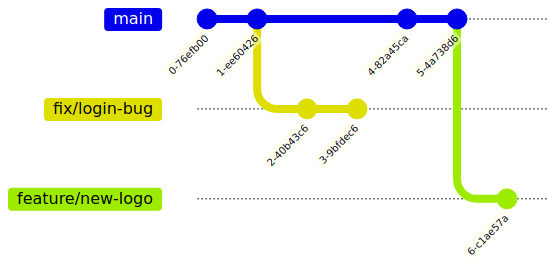 main
0-76efb00
1-ee60426
4-82a45ca
5-4a738d6
fix/login-bug
2-40b43c6
3-9bfdec6
feature/new-logo
6-c1ae57a